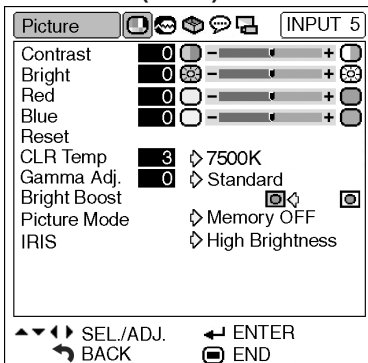 Picture INPUT 5
Contrast 0 - +
Bright 0 - +
Red 0 - +
Blue 0 - +
Reset
CLR Temp 3 7500K
Gamma Adj. 0 Standard
Bright Boost
Picture Mode Memory OFF
IRIS High Brightness
SEL./ADJ. ENTER
BACK END